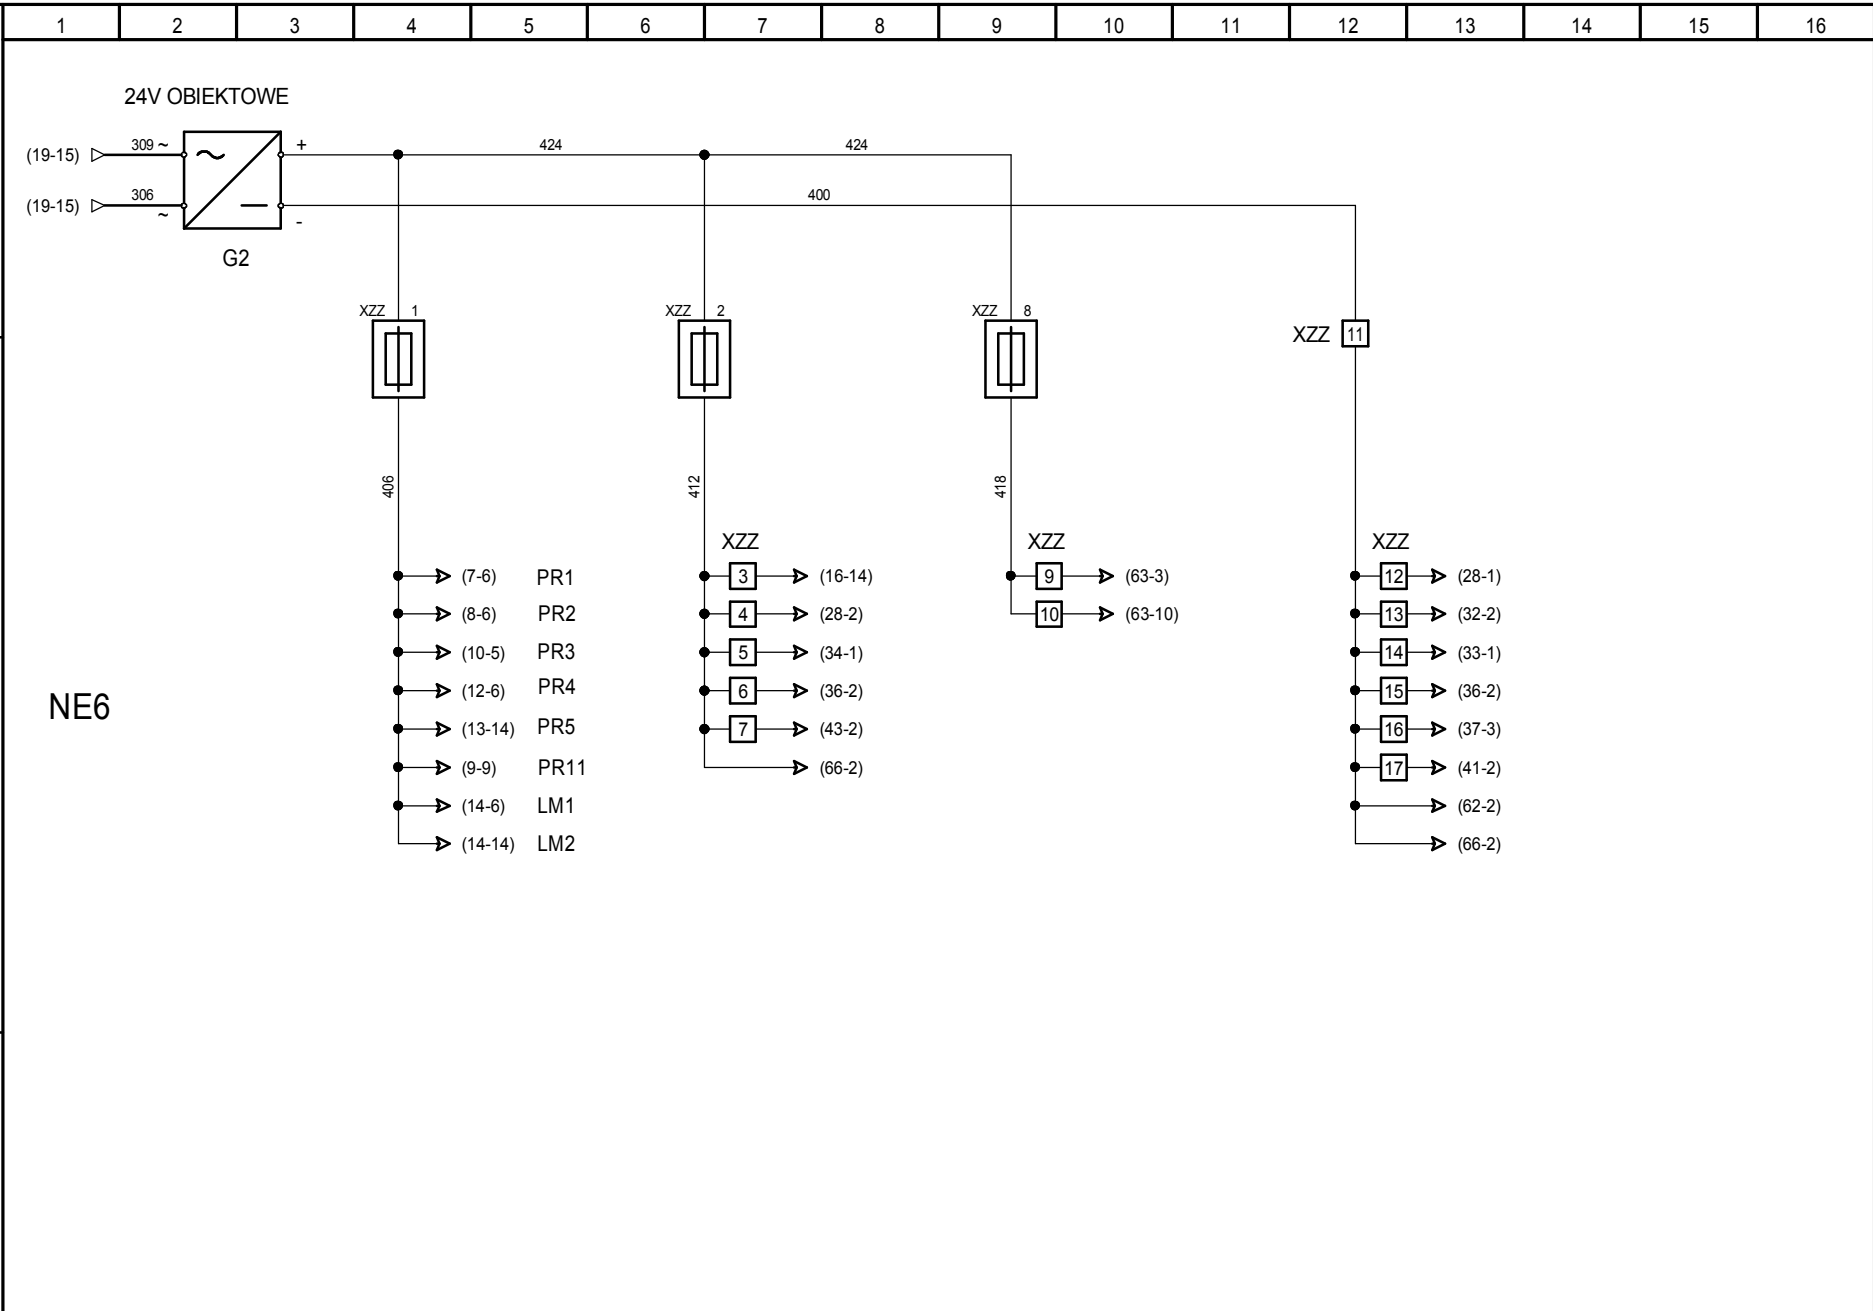 1 2 3 4 5 6 7 8 9 10 11 12 13 14 15 16
24V OBIEKTOWE
(19-15) 309 ~ + 424 424
(19-15) 306 ~ - 400
G2
XZZ 1 XZZ 2 XZZ 8
XZZ 11
406 412 418
XZZ XZZ XZZ
(7-6) PR1 3 (16-14) 9 (63-3) 12 (28-1)
(8-6) PR2 4 (28-2) 10 (63-10) 13 (32-2)
(10-5) PR3 5 (34-1) 14 (33-1)
(12-6) PR4 6 (36-2) 15 (36-2)
NE6
(13-14) PR5 7 (43-2) 16 (37-3)
(9-9) PR11 (66-2) 17 (41-2)
(14-6) LM1 (62-2)
(14-14) LM2 (66-2)